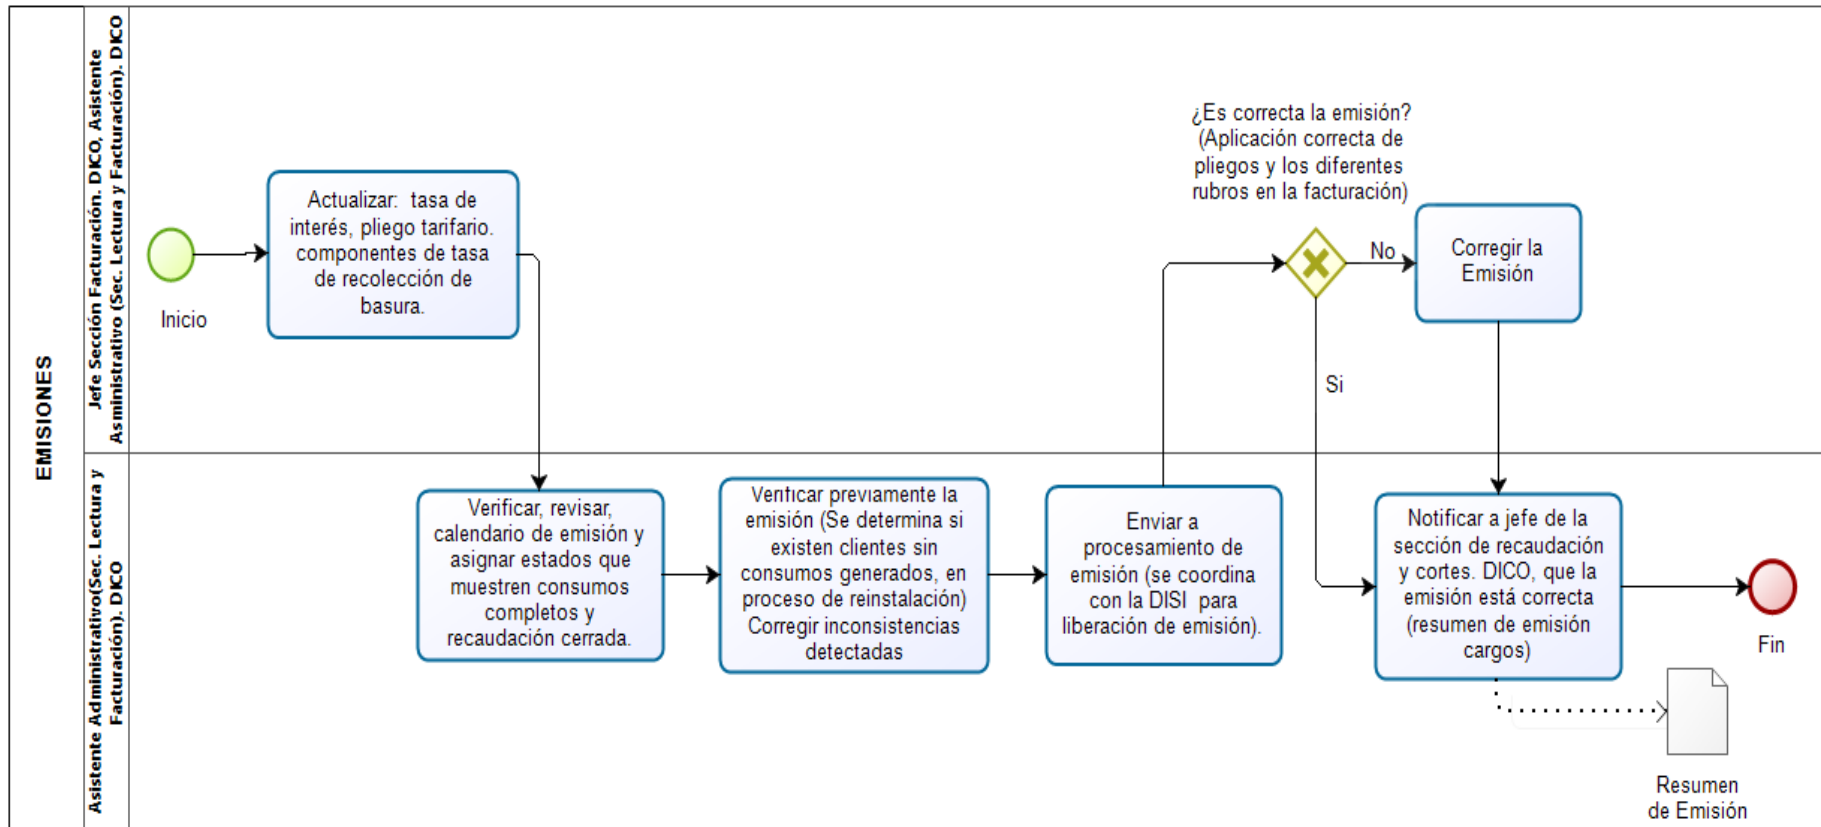 EMISIONES
Jefe Sección Facturación. DICO, Asistente
Asministrativo (Sec. Lectura y Facturación). DICO
Inicio
Actualizar:  tasa de
interés, pliego tarifario.
componentes de tasa
de recolección de
basura.
¿Es correcta la emisión?
(Aplicación correcta de
pliegos y los diferentes
rubros en la facturación)
No
Si
Corregir la
Emisión
Asistente Administrativo(Sec. Lectura y
Facturación). DICO
Verificar, revisar,
calendario de emisión y
asignar estados que
muestren consumos
completos y
recaudación cerrada.
Verificar previamente la
emisión (Se determina si
existen clientes sin
consumos generados, en
proceso de reinstalación)
Corregir inconsistencias
detectadas
Enviar a
procesamiento de
emisión (se coordina
con la DISI  para
liberación de emisión).
Notificar a jefe de la
sección de recaudación
y cortes. DICO, que la
emisión está correcta
(resumen de emisión
cargos)
Fin
Resumen
de Emisión